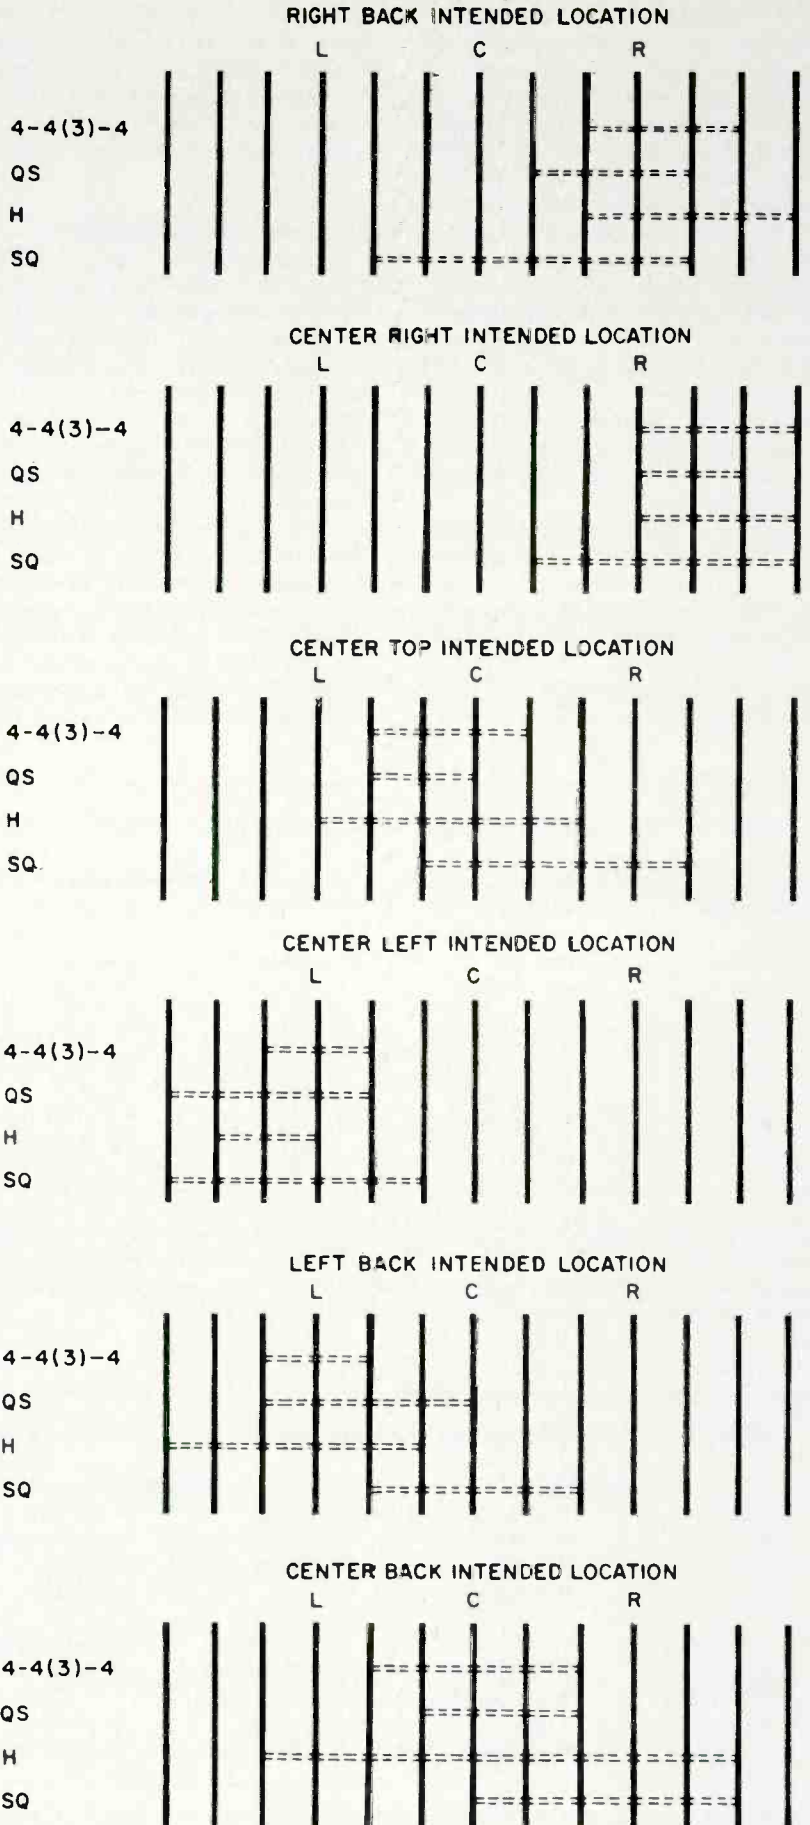 RIGHT BACK INTENDED LOCATION
L C R
4-4(3)-4
QS
H
SQ
CENTER RIGHT INTENDED LOCATION
L C R
4-4(3)-4
QS
H
SQ
CENTER TOP INTENDED LOCATION
L C R
4-4(3)-4
QS
H
SQ
CENTER LEFT INTENDED LOCATION
L C R
4-4(3)-4
QS
H
SQ
LEFT BACK INTENDED LOCATION
L C R
4-4(3)-4
QS
H
SQ
CENTER BACK INTENDED LOCATION
L C R
4-4(3)-4
QS
H
SQ